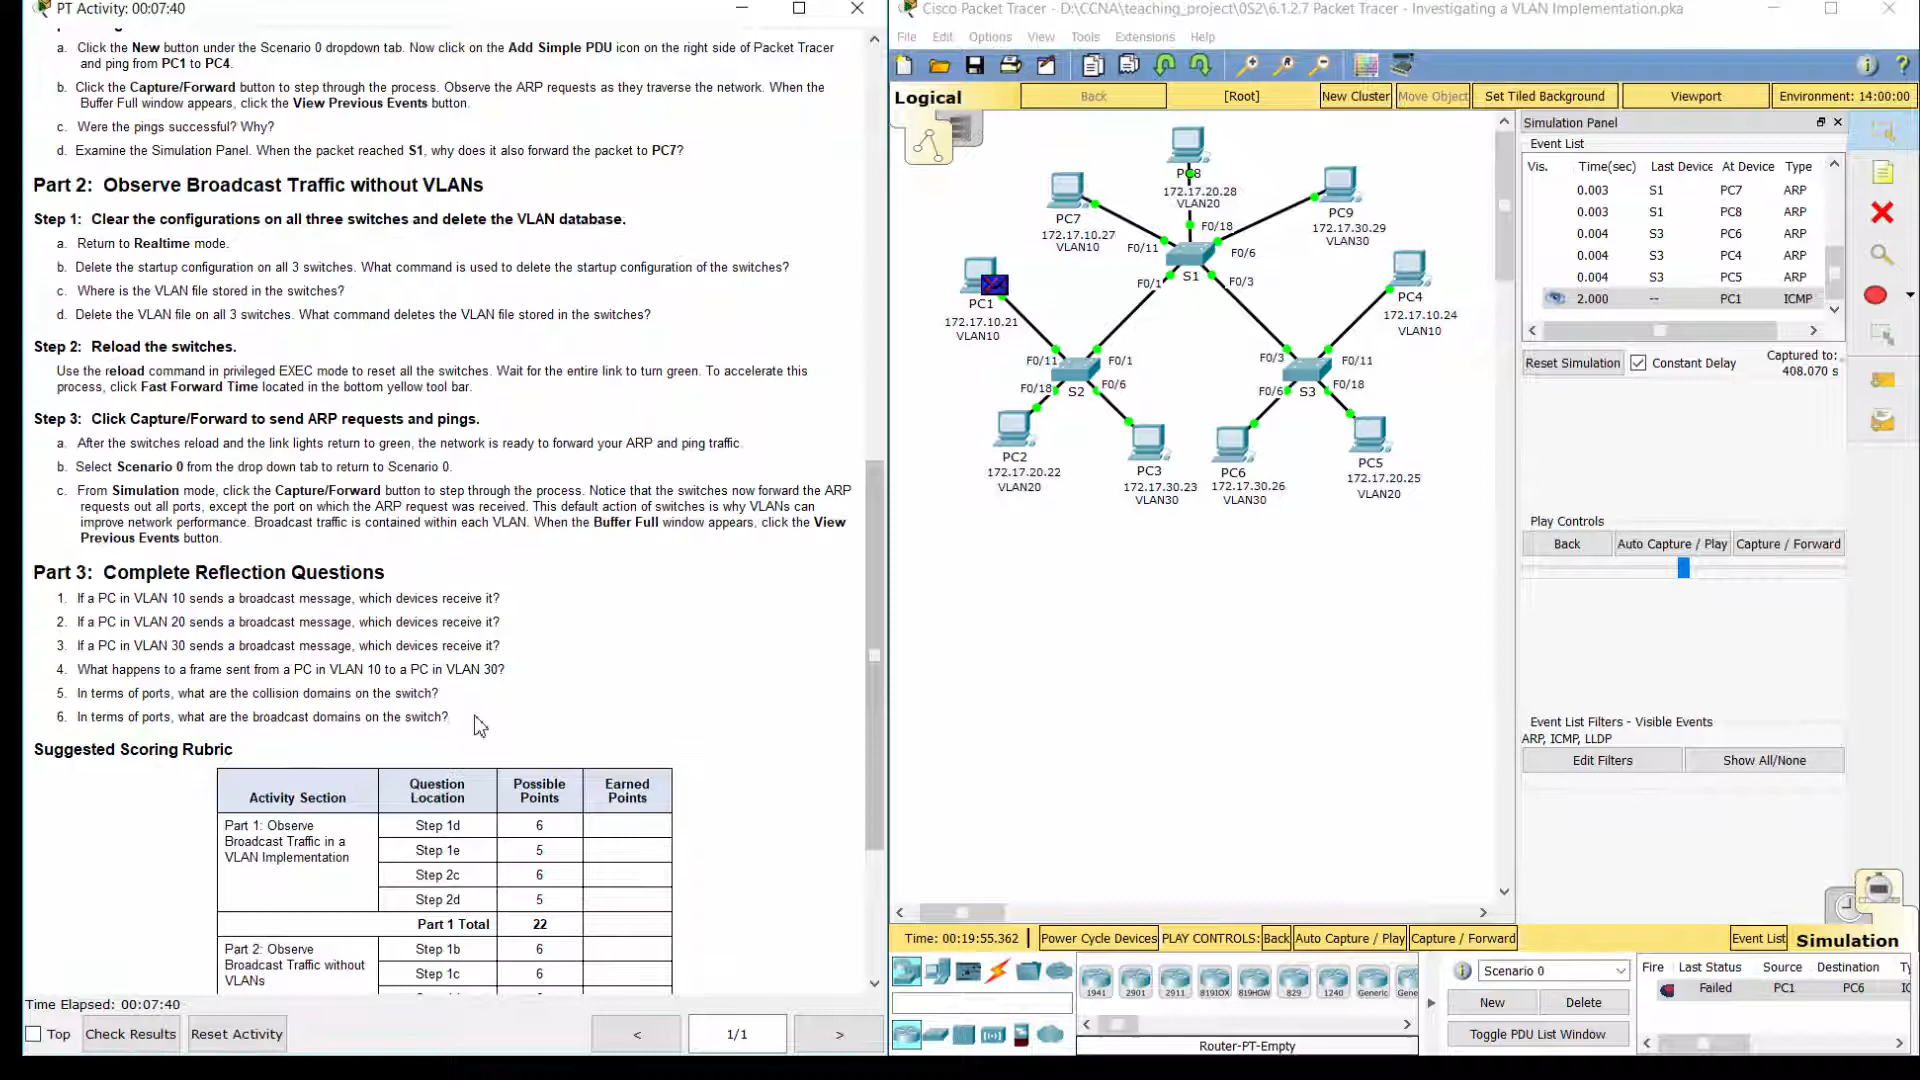 PT Activity: 00:07:40
a. Click the New button under the Scenario 0 dropdown tab. Now click on the Add Simple PDU icon on the right side of Packet Tracer
and ping from PC1 to PC4.
b. Click the Capture/Forward button to step through the process. Observe the ARP requests as they traverse the network. When the
Buffer Full window appears, click the View Previous Events button.
c. Were the pings successful? Why?
d. Examine the Simulation Panel. When the packet reached S1, why does it also forward the packet to PC7?
Part 2: Observe Broadcast Traffic without VLANs
Step 1: Clear the configurations on all three switches and delete the VLAN database.
a. Return to Realtime mode.
b. Delete the startup configuration on all 3 switches. What command is used to delete the startup configuration of the switches?
c. Where is the VLAN file stored in the switches?
d. Delete the VLAN file on all 3 switches. What command deletes the VLAN file stored in the switches?
Step 2: Reload the switches.
Use the reload command in privileged EXEC mode to reset all the switches. Wait for the entire link to turn green. To accelerate this
process, click Fast Forward Time located in the bottom yellow tool bar.
Step 3: Click Capture/Forward to send ARP requests and pings.
a. After the switches reload and the link lights return to green, the network is ready to forward your ARP and ping traffic.
b. Select Scenario 0 from the drop down tab to return to Scenario 0.
c. From Simulation mode, click the Capture/Forward button to step through the process. Notice that the switches now forward the ARP
requests out all ports, except the port on which the ARP request was received. This default action of switches is why VLANs can
improve network performance. Broadcast traffic is contained within each VLAN. When the Buffer Full window appears, click the View
Previous Events button.
Part 3: Complete Reflection Questions
1. If a PC in VLAN 10 sends a broadcast message, which devices receive it?
2. If a PC in VLAN 20 sends a broadcast message, which devices receive it?
3. If a PC in VLAN 30 sends a broadcast message, which devices receive it?
4. What happens to a frame sent from a PC in VLAN 10 to a PC in VLAN 30?
5. In terms of ports, what are the collision domains on the switch?
6. In terms of ports, what are the broadcast domains on the switch?
Suggested Scoring Rubric
Activity Section Question Location Possible Points Earned Points
Part 1: Observe Broadcast Traffic in a VLAN Implementation
Step 1d 6
Step 1e 5
Step 2c 6
Step 2d 5
Part 1 Total 22
Part 2: Observe Broadcast Traffic without VLANs
Step 1b 6
Step 1c 6
Time Elapsed: 00:07:40
Top Check Results Reset Activity < 1/1 >
Cisco Packet Tracer - D:\CCNA\teaching_project\0S2\6.1.2.7 Packet Tracer - Investigating a VLAN Implementation.pka
File Edit Options View Tools Extensions Help
Logical Back [Root] New Cluster Move Object Set Tiled Background Viewport Environment: 14:00:00
PC8
172.17.20.28
VLAN20
PC7
172.17.10.27
VLAN10
PC9
172.17.30.29
VLAN30
F0/18
F0/11
F0/6
S1
F0/1
F0/3
PC1
172.17.10.21
VLAN10
PC4
172.17.10.24
VLAN10
F0/11
F0/1
F0/18
F0/6
S2
F0/3
F0/11
F0/6
F0/18
S3
PC2
172.17.20.22
VLAN20
PC3
172.17.30.23
VLAN30
PC6
172.17.30.26
VLAN30
PC5
172.17.20.25
VLAN20
Simulation Panel
Event List
Vis. Time(sec) Last Device At Device Type
0.003 S1 PC7 ARP
0.003 S1 PC8 ARP
0.004 S3 PC6 ARP
0.004 S3 PC4 ARP
0.004 S3 PC5 ARP
2.000 -- PC1 ICMP
Reset Simulation Constant Delay Captured to:
408.070 s
Play Controls
Back Auto Capture / Play Capture / Forward
Event List Filters - Visible Events
ARP, ICMP, LLDP
Edit Filters Show All/None
Time: 00:19:55.362 Power Cycle Devices PLAY CONTROLS: Back Auto Capture / Play Capture / Forward Event List Simulation
1941 2901 2911 819IOX 819HGW 829 1240 Generic Gene
Router-PT-Empty
Scenario 0
New Delete
Toggle PDU List Window
Fire Last Status Source Destination Ty
Failed PC1 PC6 IC